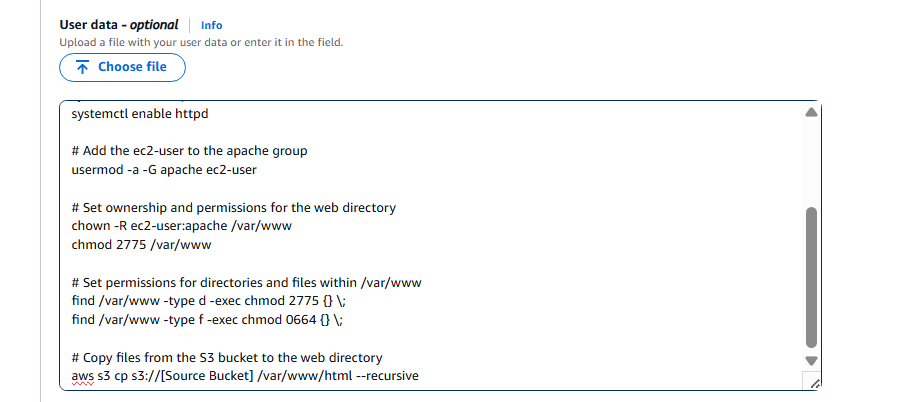 User data - optional Info
Upload a file with your user data or enter it in the field.
Choose file
systemctl enable httpd
# Add the ec2-user to the apache group
usermod -a -G apache ec2-user
# Set ownership and permissions for the web directory
chown -R ec2-user:apache /var/www
chmod 2775 /var/www
# Set permissions for directories and files within /var/www
find /var/www -type d -exec chmod 2775 {} \;
find /var/www -type f -exec chmod 0664 {} \;
# Copy files from the S3 bucket to the web directory
aws s3 cp s3://[Source Bucket] /var/www/html --recursive